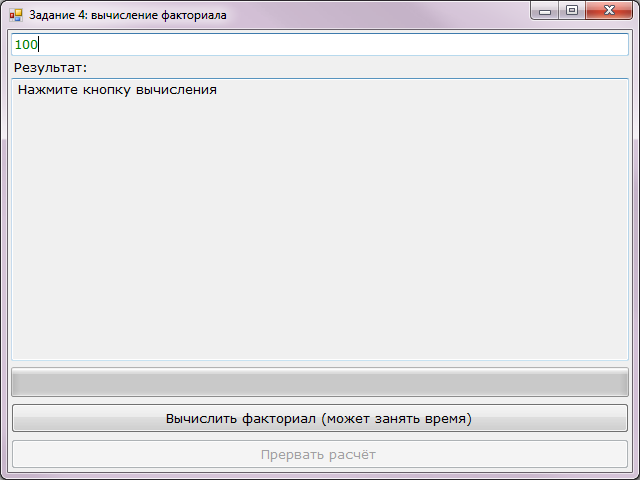 Задание 4: вычисление факториала
100
Результат:
Нажмите кнопку вычисления
Вычислить факториал (может занять время)
Прервать расчёт